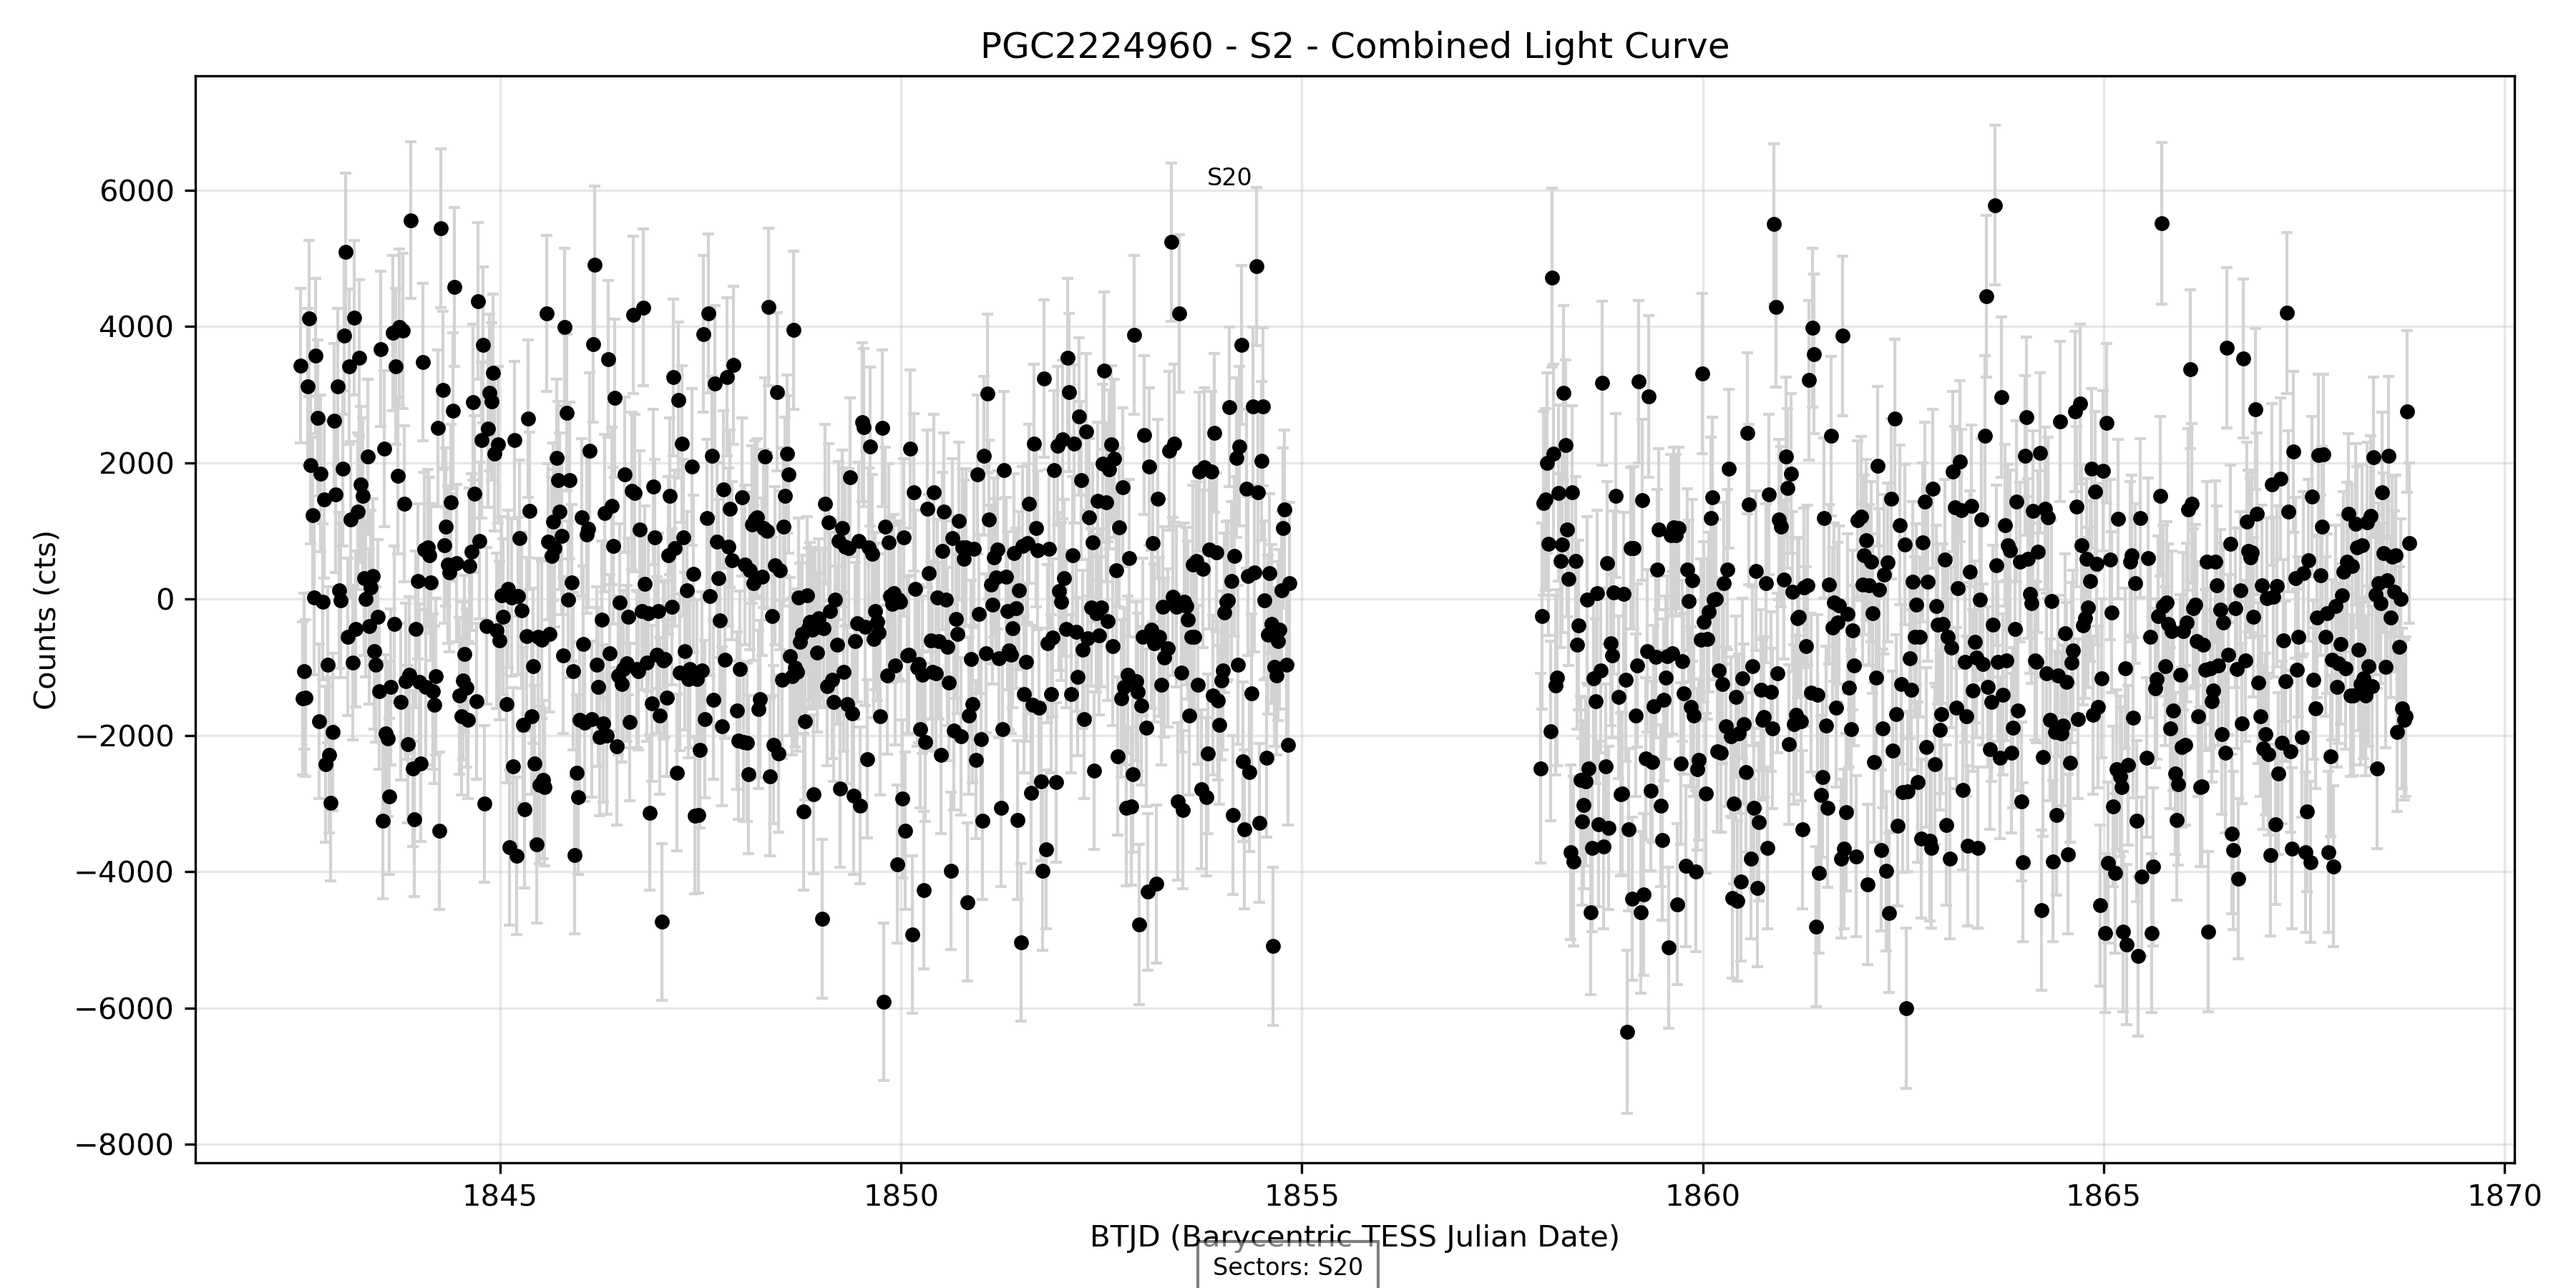 PGC2224960 - S2 - Combined Light Curve
S20
6000
4000
2000
0
−2000
−4000
−6000
−8000
Counts (cts)
1845 1850 1855 1860 1865 1870
BTJD (Barycentric TESS Julian Date)
Sectors: S20